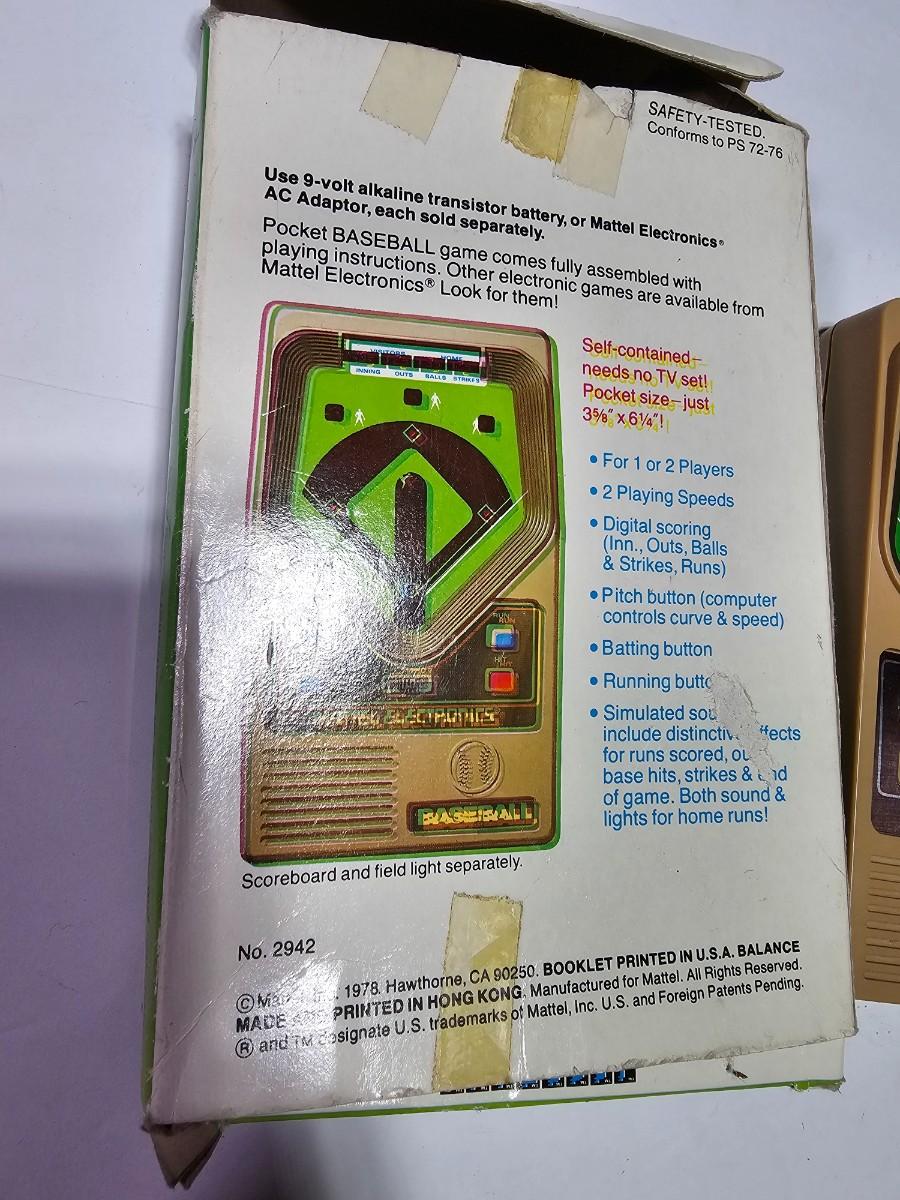 SAFETY-TESTED.
Conforms to PS 72-76
Use 9-volt alkaline transistor battery, or Mattel Electronics®
AC Adaptor, each sold separately.
Pocket BASEBALL game comes fully assembled with
playing instructions. Other electronic games are available from
Mattel Electronics® Look for them!
VISITORS HOME
INNING OUTS BALLS STRIKES
RUN
HIT
MATTEL ELECTRONICS
BASEBALL
Self-contained–
needs no TV set!
Pocket size–just
3⅝" x 6¼"!
• For 1 or 2 Players
• 2 Playing Speeds
• Digital scoring
(Inn., Outs, Balls
& Strikes, Runs)
• Pitch button (computer
controls curve & speed)
• Batting button
• Running butto
• Simulated sou
include distinctiv ffects
for runs scored, ou
base hits, strikes & nd
of game. Both sound &
lights for home runs!
Scoreboard and field light separately.
No. 2942
© Ma 1978. Hawthorne, CA 90250. BOOKLET PRINTED IN U.S.A. BALANCE
MADE PRINTED IN HONG KONG. Manufactured for Mattel. All Rights Reserved.
® and TM designate U.S. trademarks of Mattel, Inc. U.S. and Foreign Patents Pending.